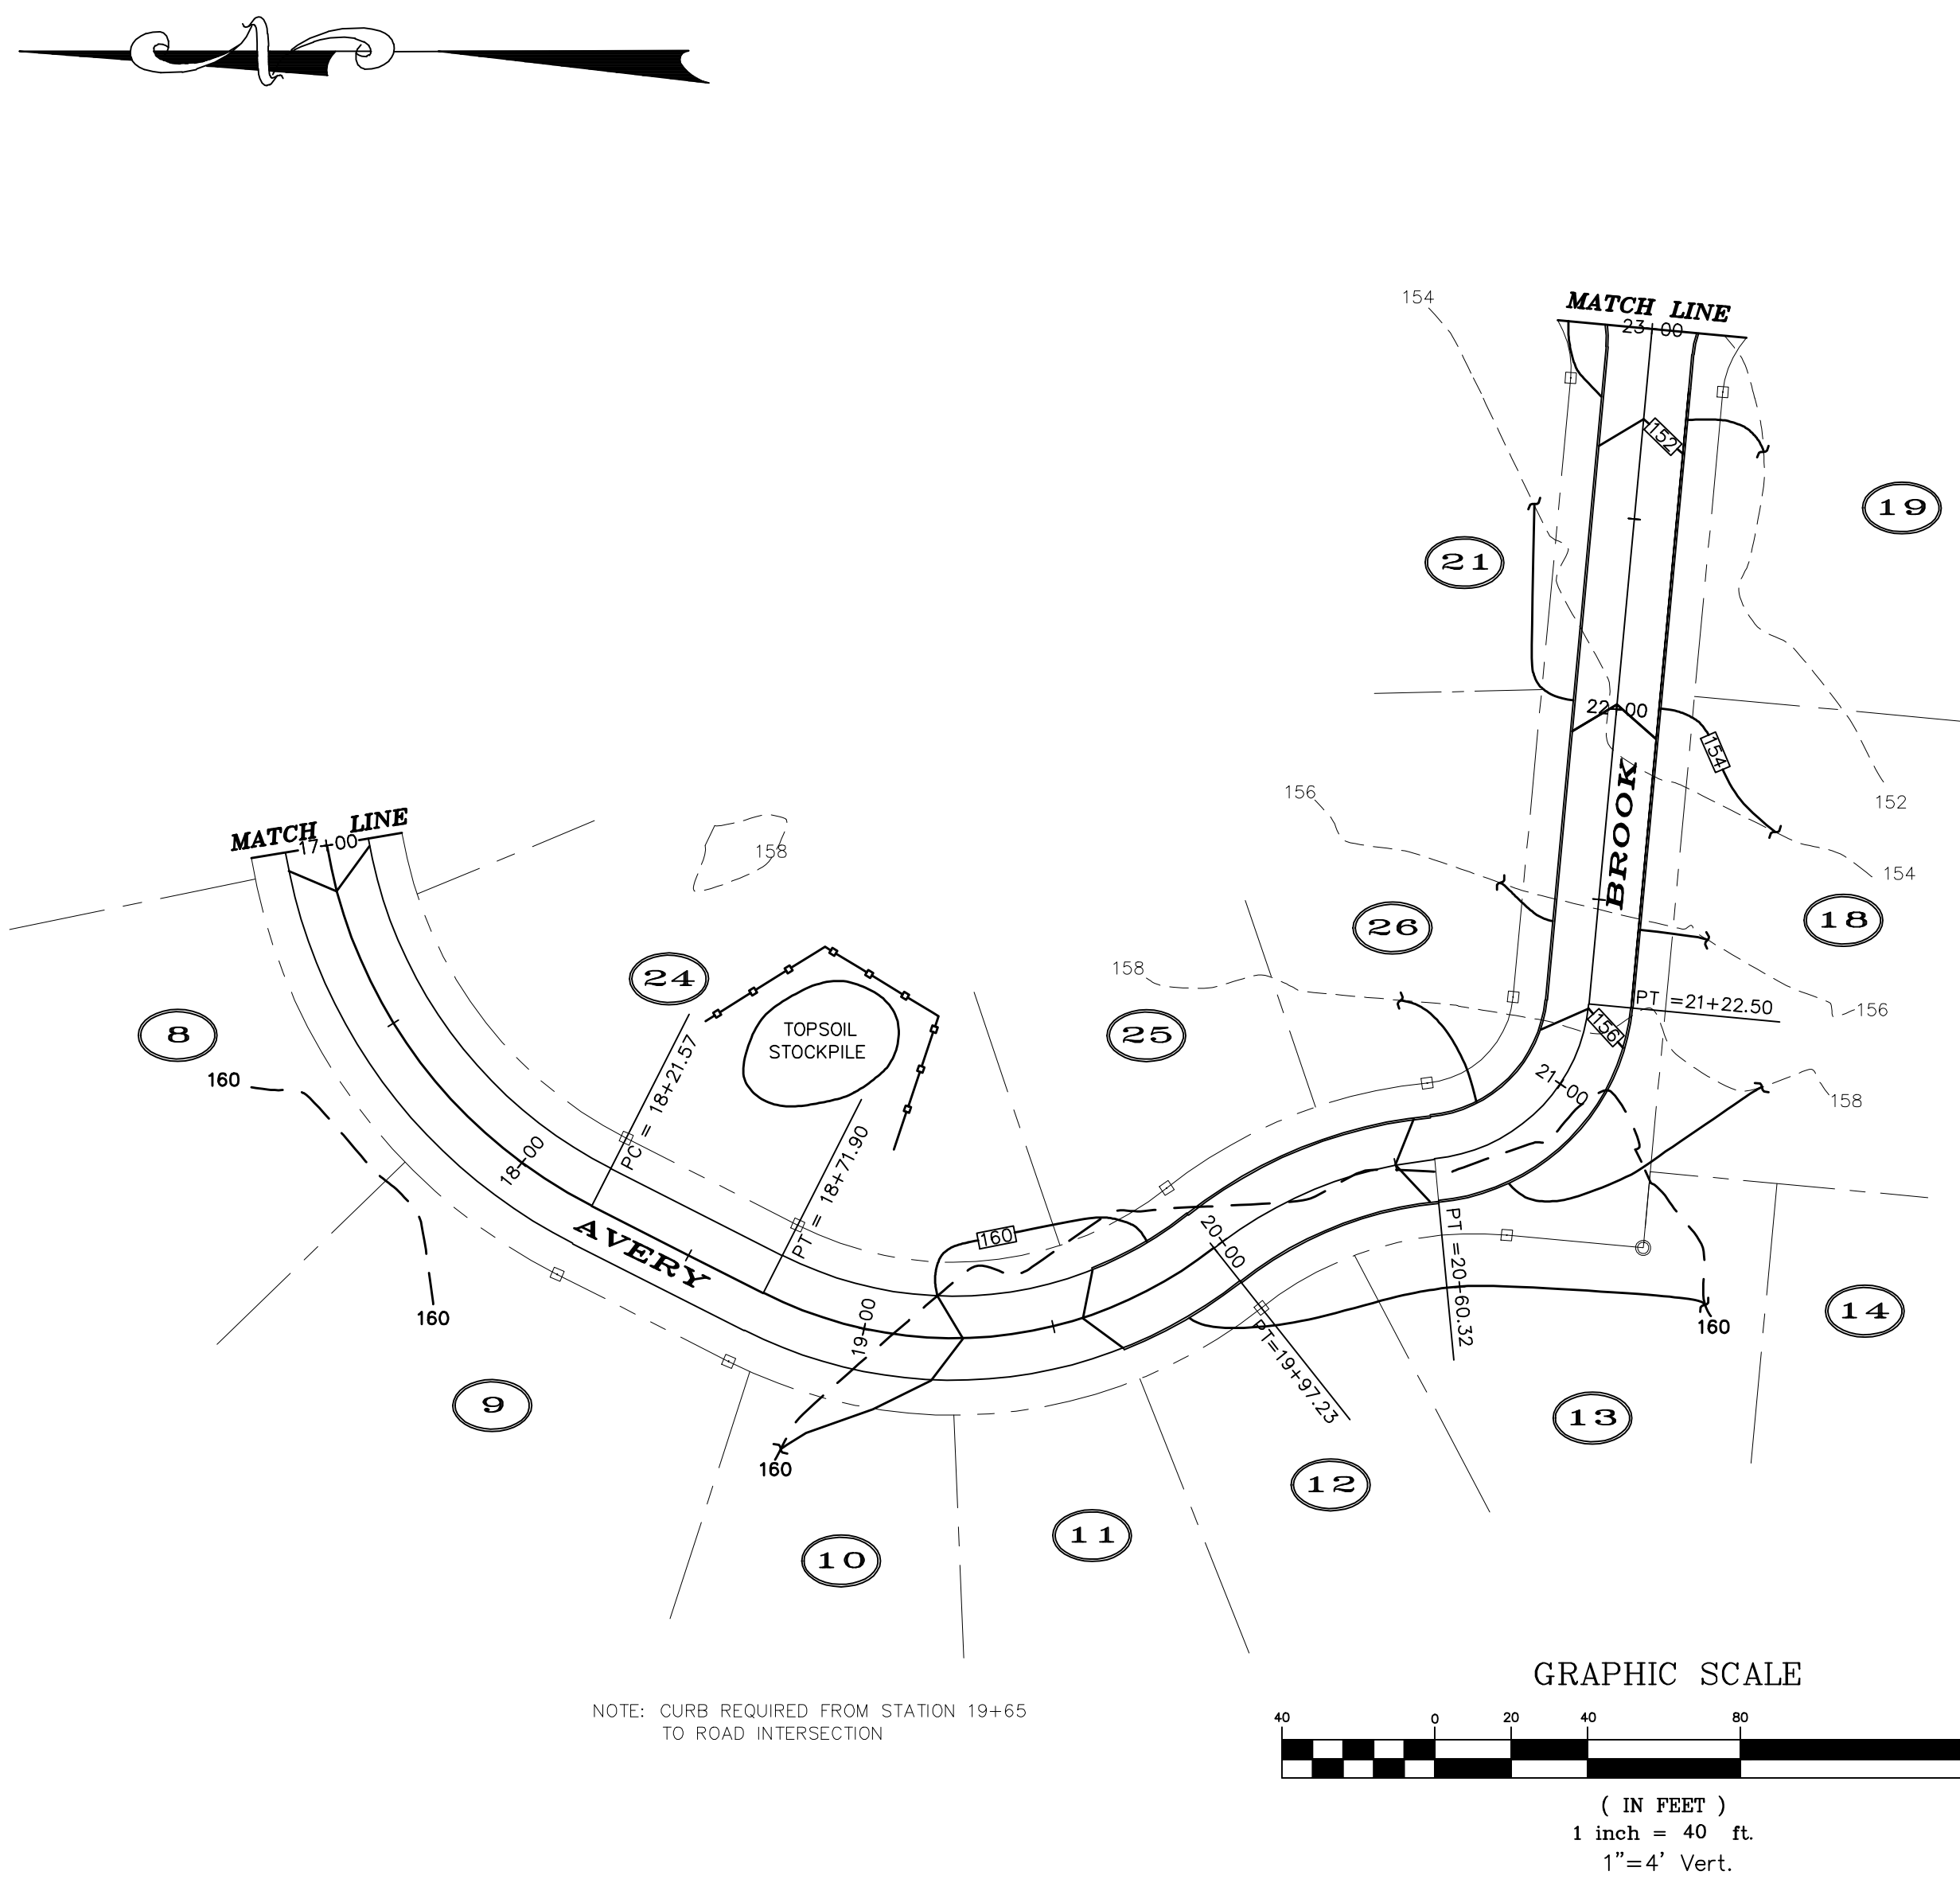 N
154
MATCH LINE
23+00
152
19
21
22+00
154
156
152
BROOK
MATCH LINE
17+00
158
154
26
18
158
24
PT =21+22.50
156
8
TOPSOIL
STOCKPILE
25
156
160
PC = 18+21.57
21+00
158
18+00
PT = 18+71.90
AVERY
160
20+00
PT =20+60.32
160
19+00
14
160
PT=19+97.23
9
13
160
12
11
10
GRAPHIC SCALE
NOTE: CURB REQUIRED FROM STATION 19+65
TO ROAD INTERSECTION
40 0 20 40 80
( IN FEET )
1 inch = 40 ft.
1"=4' Vert.